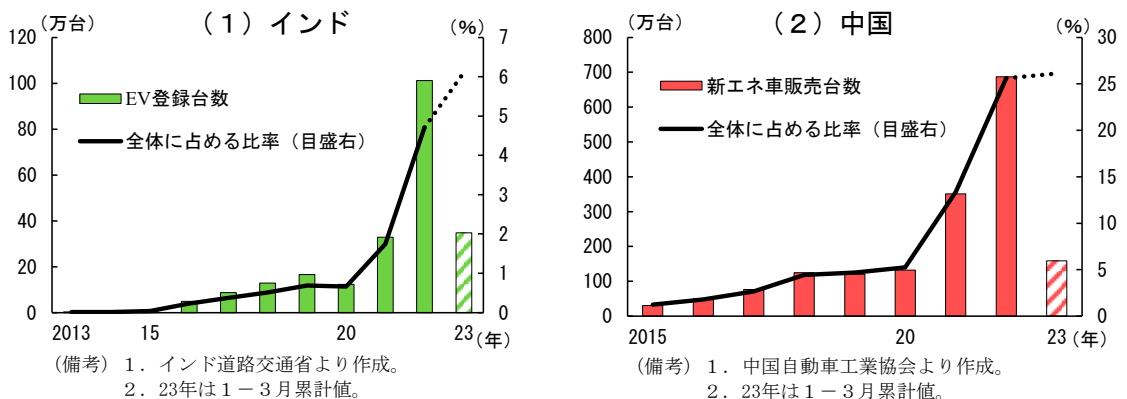 （１）インド
（万台）
（％）
120
100
80
60
40
20
0
7
6
5
4
3
2
1
0
EV登録台数
全体に占める比率（目盛右）
2013
15
20
23
（年）
（備考）１．インド道路交通省より作成。
２．23年は１－３月累計値。
（２）中国
（万台）
（％）
800
700
600
500
400
300
200
100
0
30
25
20
15
10
5
0
新エネ車販売台数
全体に占める比率（目盛右）
2015
20
23
（年）
（備考）１．中国自動車工業協会より作成。
２．23年は１－３月累計値。